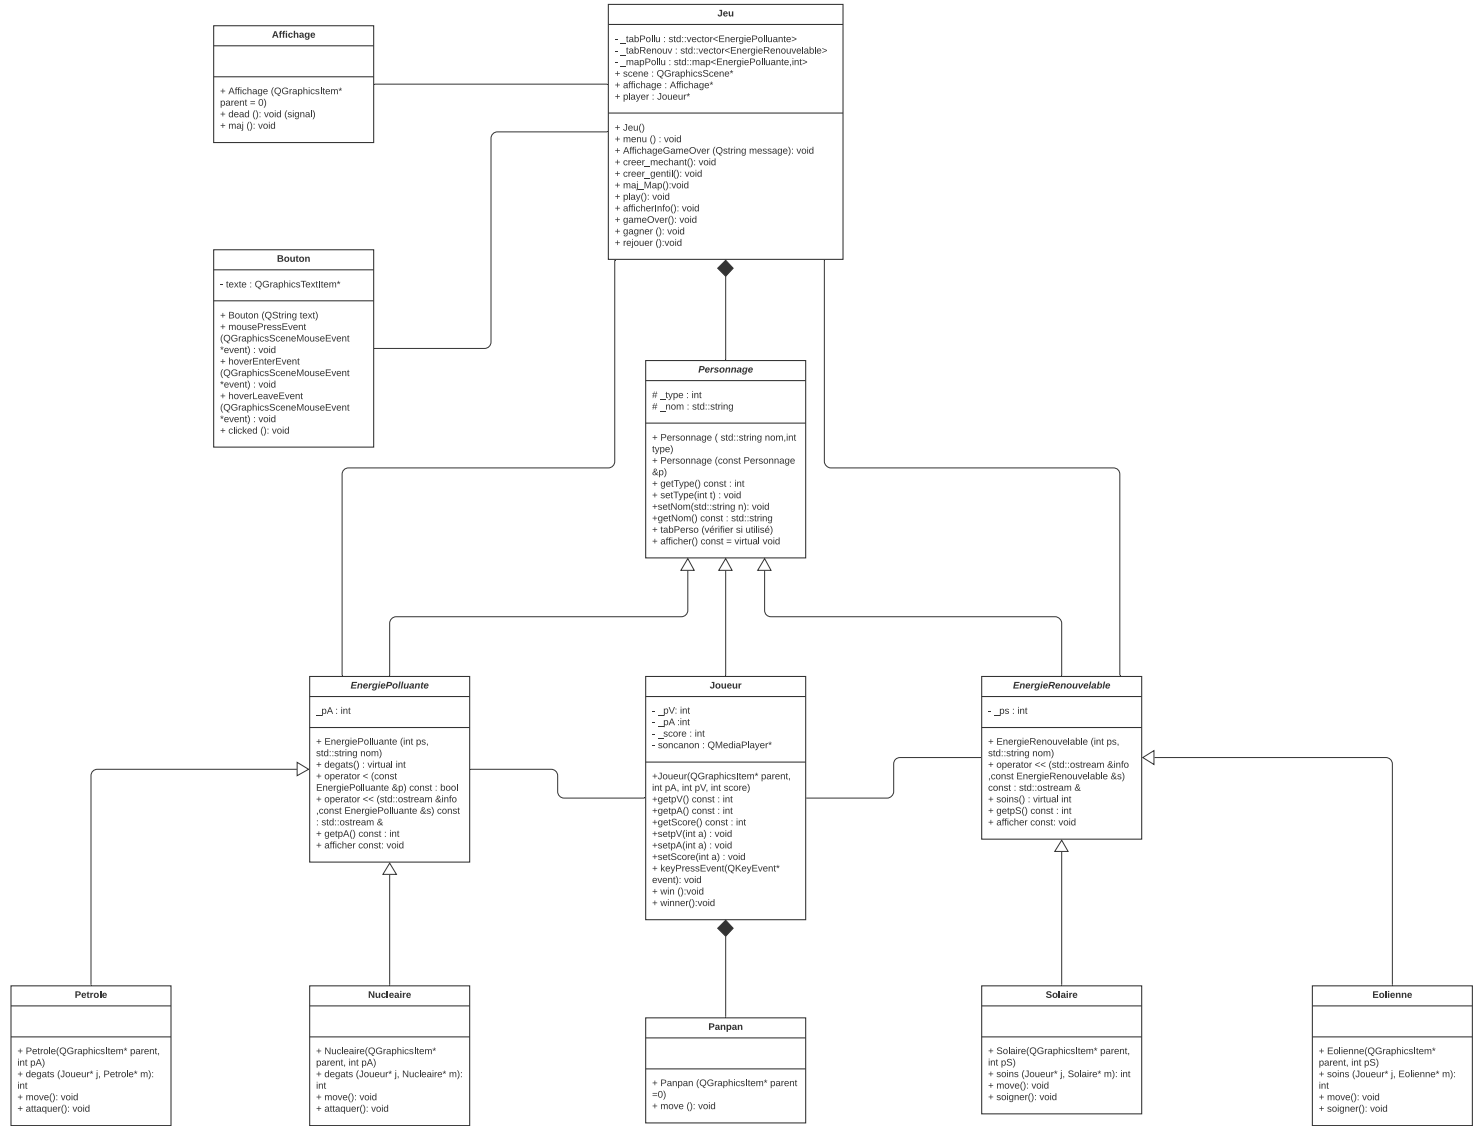 Jeu
- _tabPollu : std::vector<EnergiePolluante>
- _tabRenouv : std::vector<EnergieRenouvelable>
- _mapPollu : std::map<EnergiePolluante,int>
+ scene : QGraphicsScene*
+ affichage : Affichage*
+ player : Joueur*
+ Jeu()
+ menu () : void
+ AffichageGameOver (Qstring message): void
+ creer_mechant(): void
+ creer_gentil(): void
+ maj_Map():void
+ play(): void
+ afficherInfo(): void
+ gameOver(): void
+ gagner (): void
+ rejouer ():void
Affichage
+ Affichage (QGraphicsItem*
parent = 0)
+ dead (): void (signal)
+ maj (): void
Bouton
- texte : QGraphicsTextItem*
+ Bouton (QString text)
+ mousePressEvent
(QGraphicsSceneMouseEvent
*event) : void
+ hoverEnterEvent
(QGraphicsSceneMouseEvent
*event) : void
+ hoverLeaveEvent
(QGraphicsSceneMouseEvent
*event) : void
+ clicked (): void
Personnage
# _type : int
# _nom : std::string
+ Personnage ( std::string nom,int
type)
+ Personnage (const Personnage
&p)
+ getType() const : int
+ setType(int t) : void
+setNom(std::string n): void
+getNom() const : std::string
+ tabPerso (vérifier si utilisé)
+ afficher() const = virtual void
EnergiePolluante
_pA : int
+ EnergiePolluante (int ps,
std::string nom)
+ degats() : virtual int
+ operator < (const
EnergiePolluante &p) const : bool
+ operator << (std::ostream &info
,const EnergiePolluante &s) const
: std::ostream &
+ getpA() const : int
+ afficher const: void
Joueur
- _pV: int
- _pA :int
- _score : int
- soncanon : QMediaPlayer*
+Joueur(QGraphicsItem* parent,
int pA, int pV, int score)
+getpV() const : int
+getpA() const : int
+getScore() const : int
+setpV(int a) : void
+setpA(int a) : void
+setScore(int a) : void
+ keyPressEvent(QKeyEvent*
event): void
+ win ():void
+ winner():void
EnergieRenouvelable
- _ps : int
+ EnergieRenouvelable (int ps,
std::string nom)
+ operator << (std::ostream &info
,const EnergieRenouvelable &s)
const : std::ostream &
+ soins() : virtual int
+ getpS() const : int
+ afficher const: void
Petrole
+ Petrole(QGraphicsItem* parent,
int pA)
+ degats (Joueur* j, Petrole* m):
int
+ move(): void
+ attaquer(): void
Nucleaire
+ Nucleaire(QGraphicsItem*
parent, int pA)
+ degats (Joueur* j, Nucleaire* m):
int
+ move(): void
+ attaquer(): void
Panpan
+ Panpan (QGraphicsItem* parent
=0)
+ move (): void
Solaire
+ Solaire(QGraphicsItem* parent,
int pS)
+ soins (Joueur* j, Solaire* m): int
+ move(): void
+ soigner(): void
Eolienne
+ Eolienne(QGraphicsItem*
parent, int pS)
+ soins (Joueur* j, Eolienne* m):
int
+ move(): void
+ soigner(): void